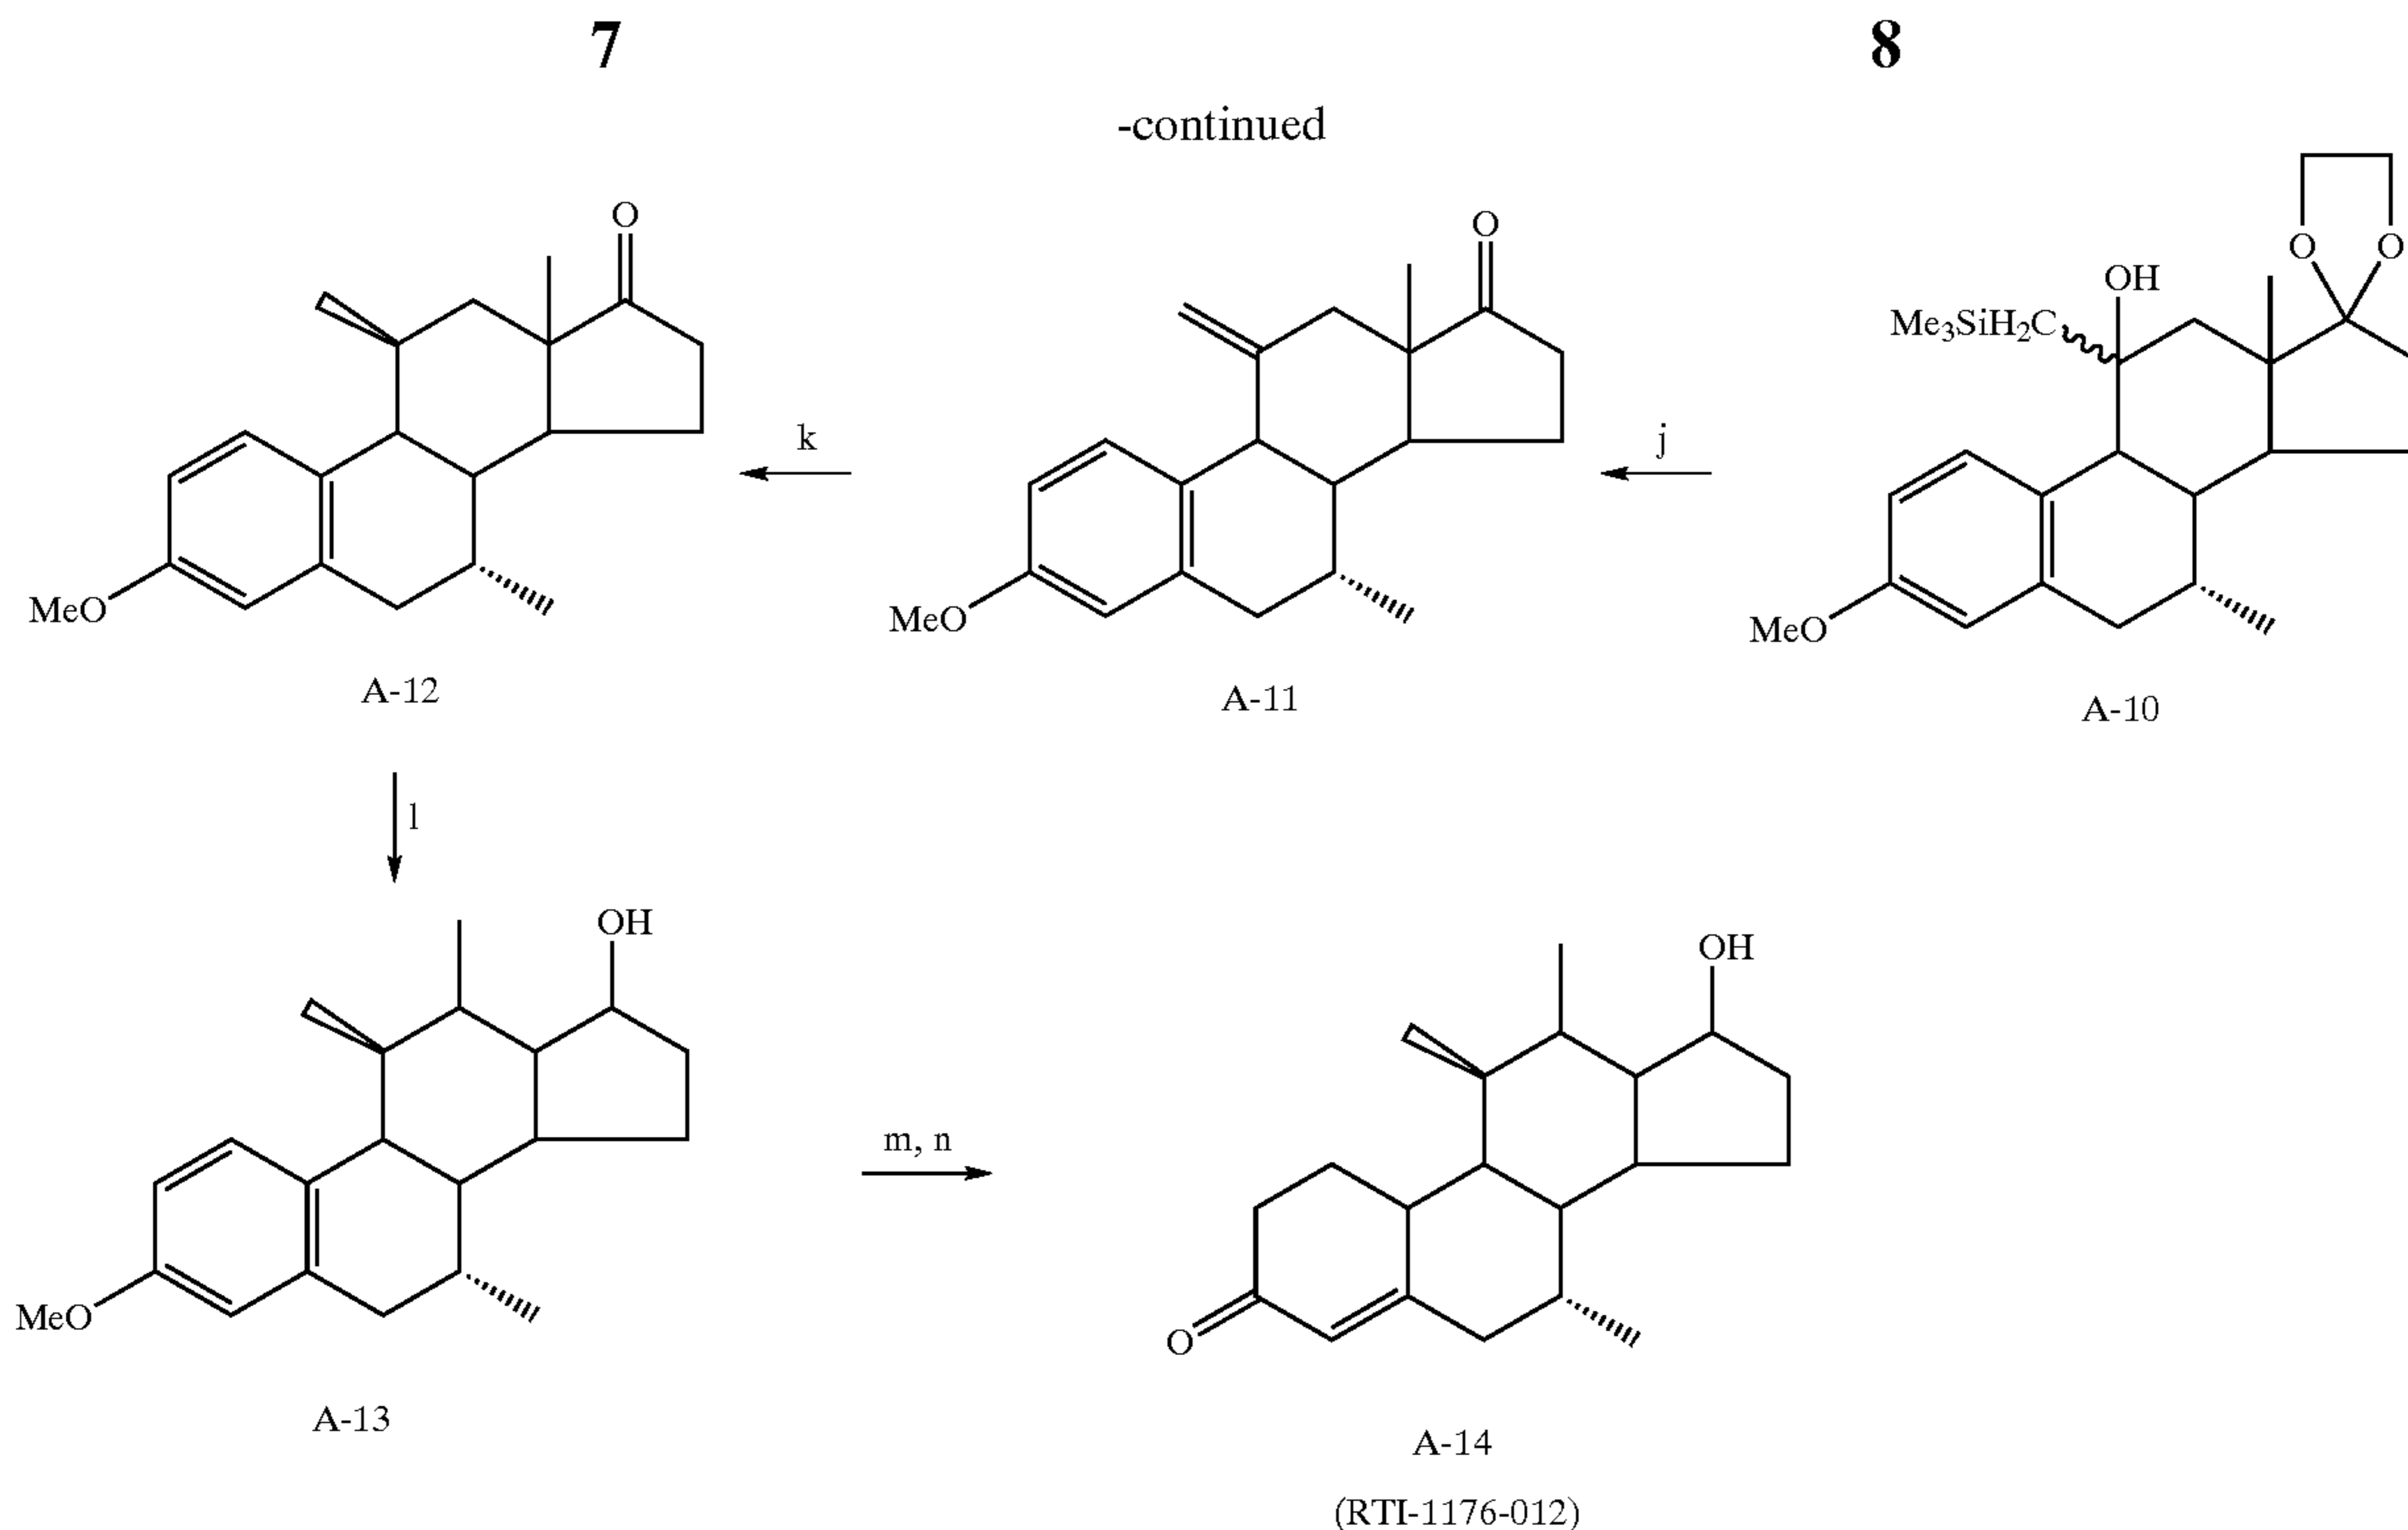 7
8
-continued
O
O
O
O
OH
Me₃SiH₂C
k
j
MeO
MeO
MeO
A-12
A-11
A-10
l
OH
OH
m, n
MeO
O
A-13
A-14
(RTI-1176-012)